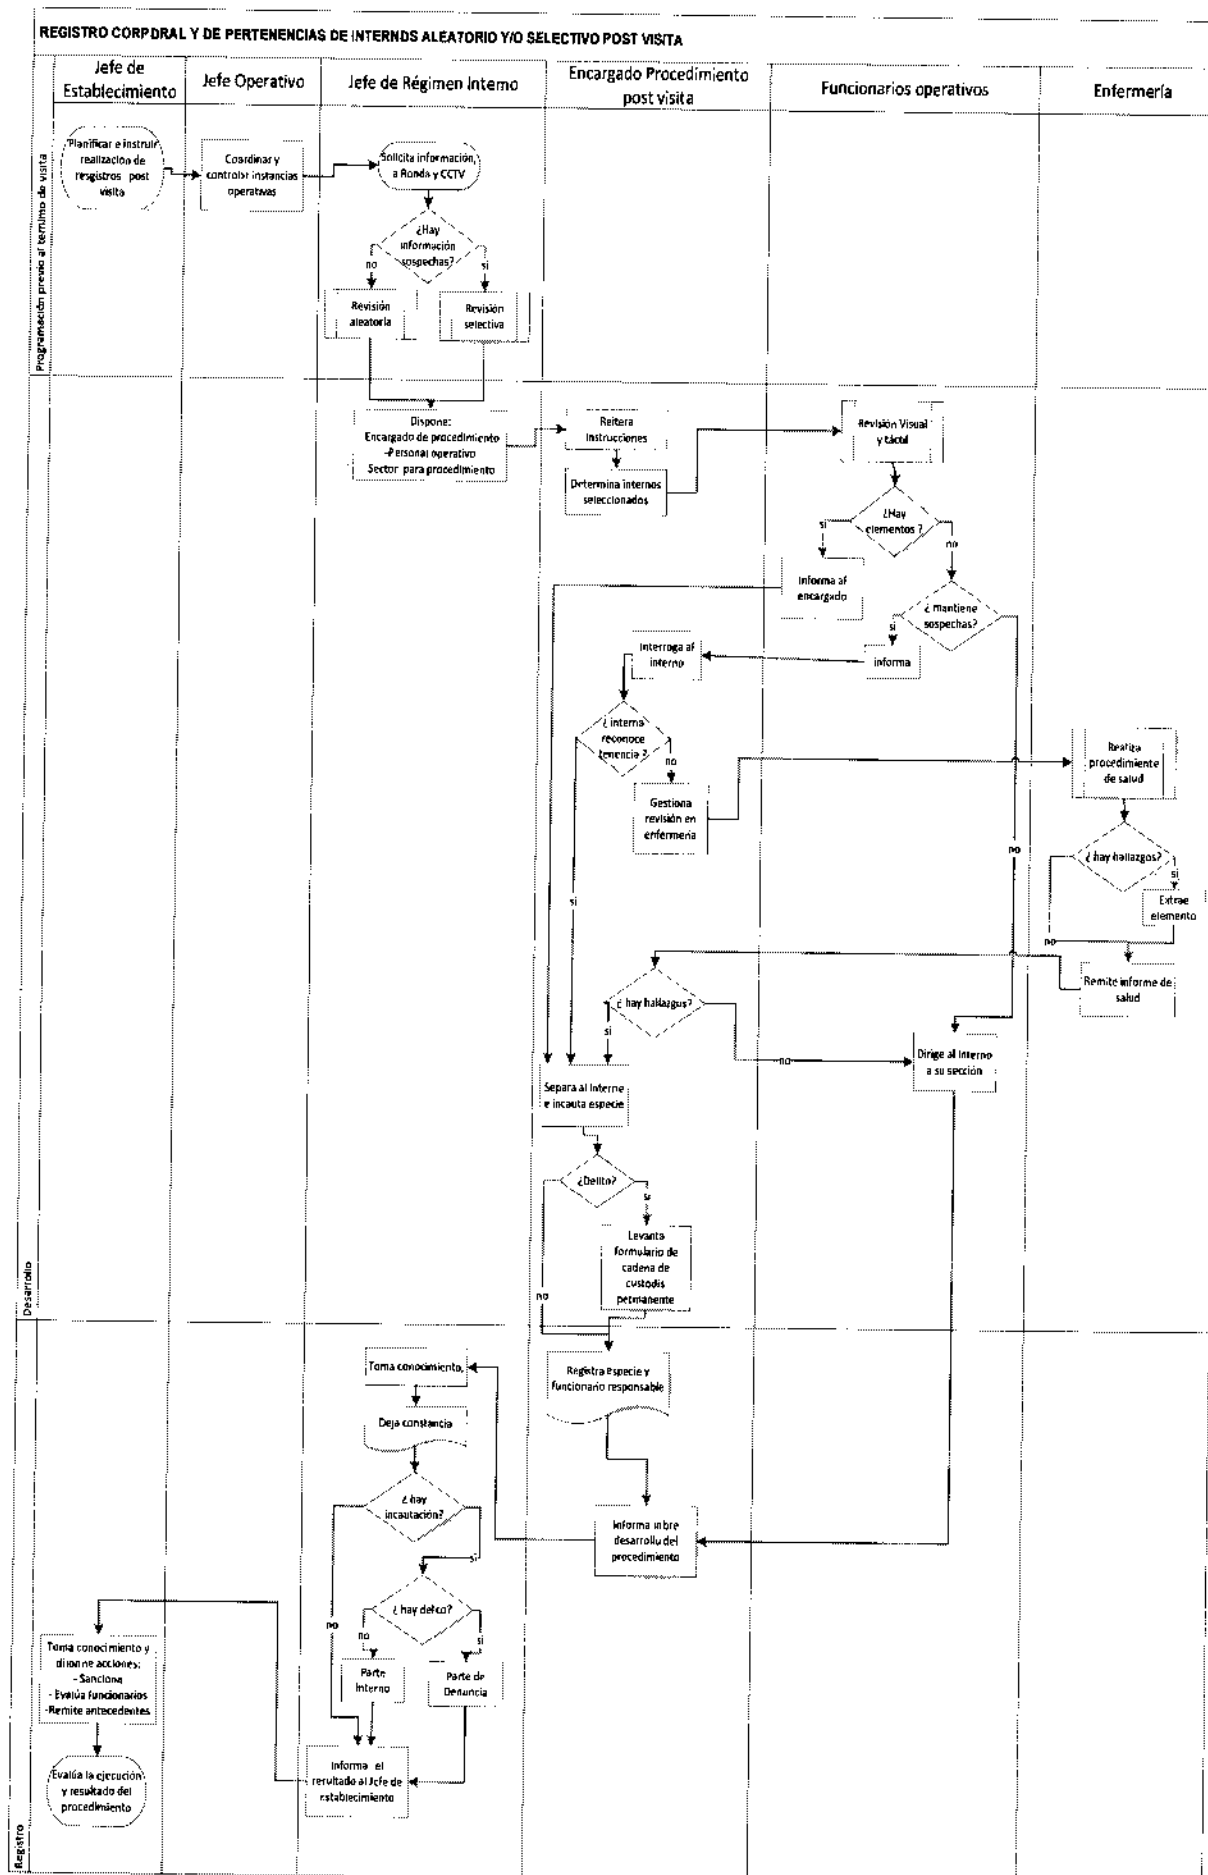 REGISTRO CORPORAL Y DE PERTENENCIAS DE INTERNOS ALEATORIO Y/O SELECTIVO POST VISITA
Jefe de
Establecimiento
Jefe Operativo
Jefe de Régimen Interno
Encargado Procedimiento
post visita
Funcionarios operativos
Enfermería
Programación previo al termino de visita
Planificar e instruir
realización de
resgistros post
visita
Coordinar y
controlar instancias
operativas
Solicita información,
a Ronda y CCTV
¿Hay
información
sospechas?
no
si
Revisión
aleatoria
Revisión
selectiva
Desarrollo
Dispone:
Encargado de procedimiento
-Personal operativo
Sector para procedimiento
Reitera
Instrucciones
Determina internos
seleccionados
Revisión Visual
y táctil
¿Hay
elementos ?
si
no
Informa al
encargado
¿ mantiene
sospechas?
si
informa
no
Interroga al
interno
¿ interno
reconoce
tenencia ?
no
si
Gestiona
revisión en
enfermería
Realiza
procedimiento
de salud
¿ hay hallazgos?
si
no
Extrae
elemento
Remite informe de
salud
¿ hay hallazgos?
si
no
Dirige al Interno
a su sección
Separa al Interno
e incauta especie
¿Delito?
si
no
Levanta
formulario de
cadena de
custodis
permanente
Registro
Registra especie y
funcionario responsable
Toma conocimiento,
Deja constancia
¿ hay
incautación?
si
no
Informa inbre
desarrollo del
procedimiento
¿ hay delito?
no
si
Parte
Interno
Parte de
Denuncia
Informa el
resultado al Jefe de
Establecimiento
Toma conocimiento y
dispone acciones:
- Sanciona
- Evalúa funcionarios
-Remite antecedentes
Evalúa la ejecución
y resultado del
procedimiento